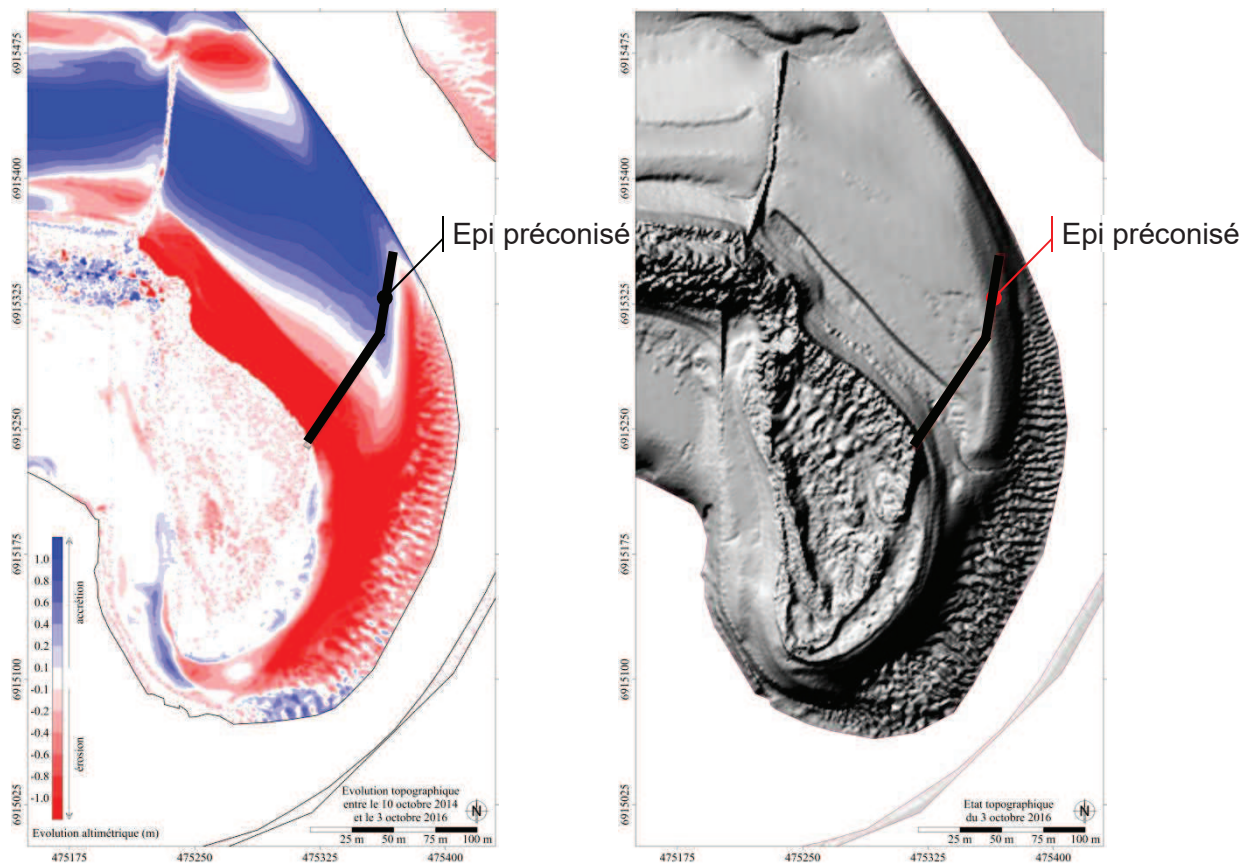 6915475
6915400
6915325
6915250
6915175
6915100
6915025
Epi préconisé
1.0
0.8
0.6
0.4
0.2
0.1
-0.1
-0.2
-0.4
-0.6
-0.8
-1.0
accrétion
érosion
Evolution altimétrique (m)
Evolution topographique
entre le 10 octobre 2014
et le 3 octobre 2016
N
25 m 50 m 75 m 100 m
475175 475250 475325 475400
6915475
6915400
6915325
6915250
6915175
6915100
6915025
Epi préconisé
Etat topographique
du 3 octobre 2016
N
25 m 50 m 75 m 100 m
475175 475250 475325 475400